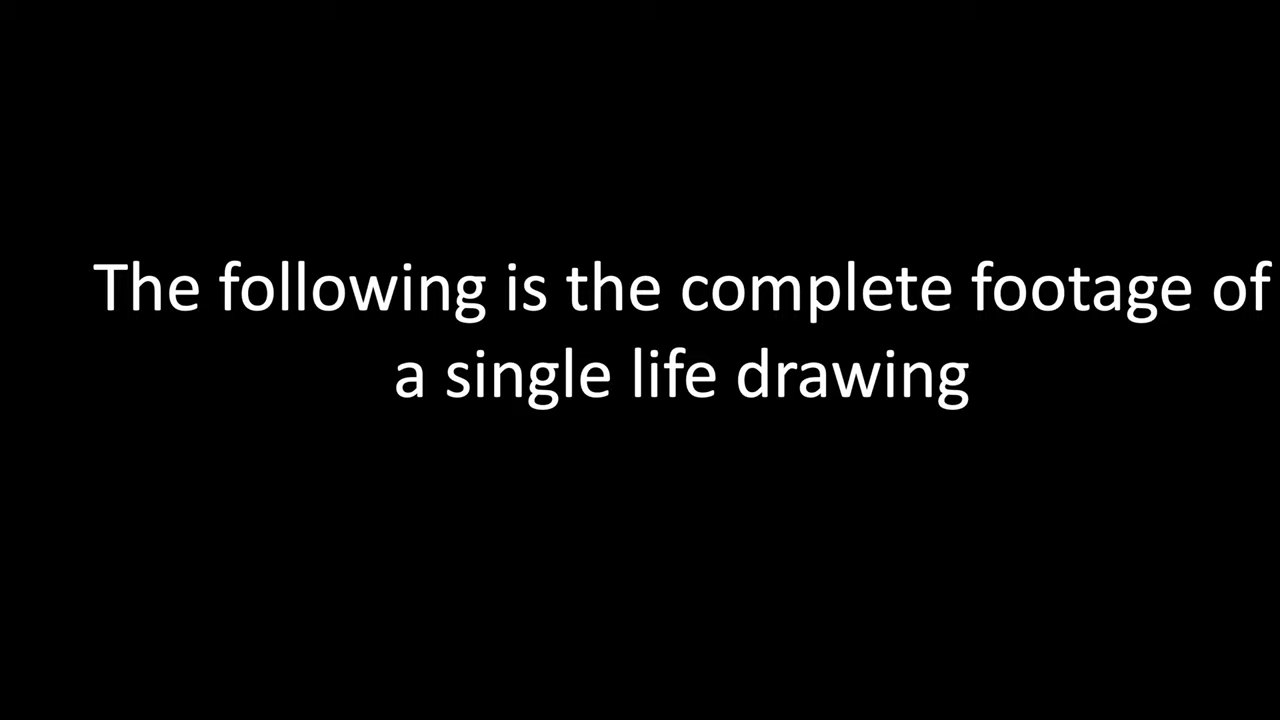 The following is the complete footage of
a single life drawing